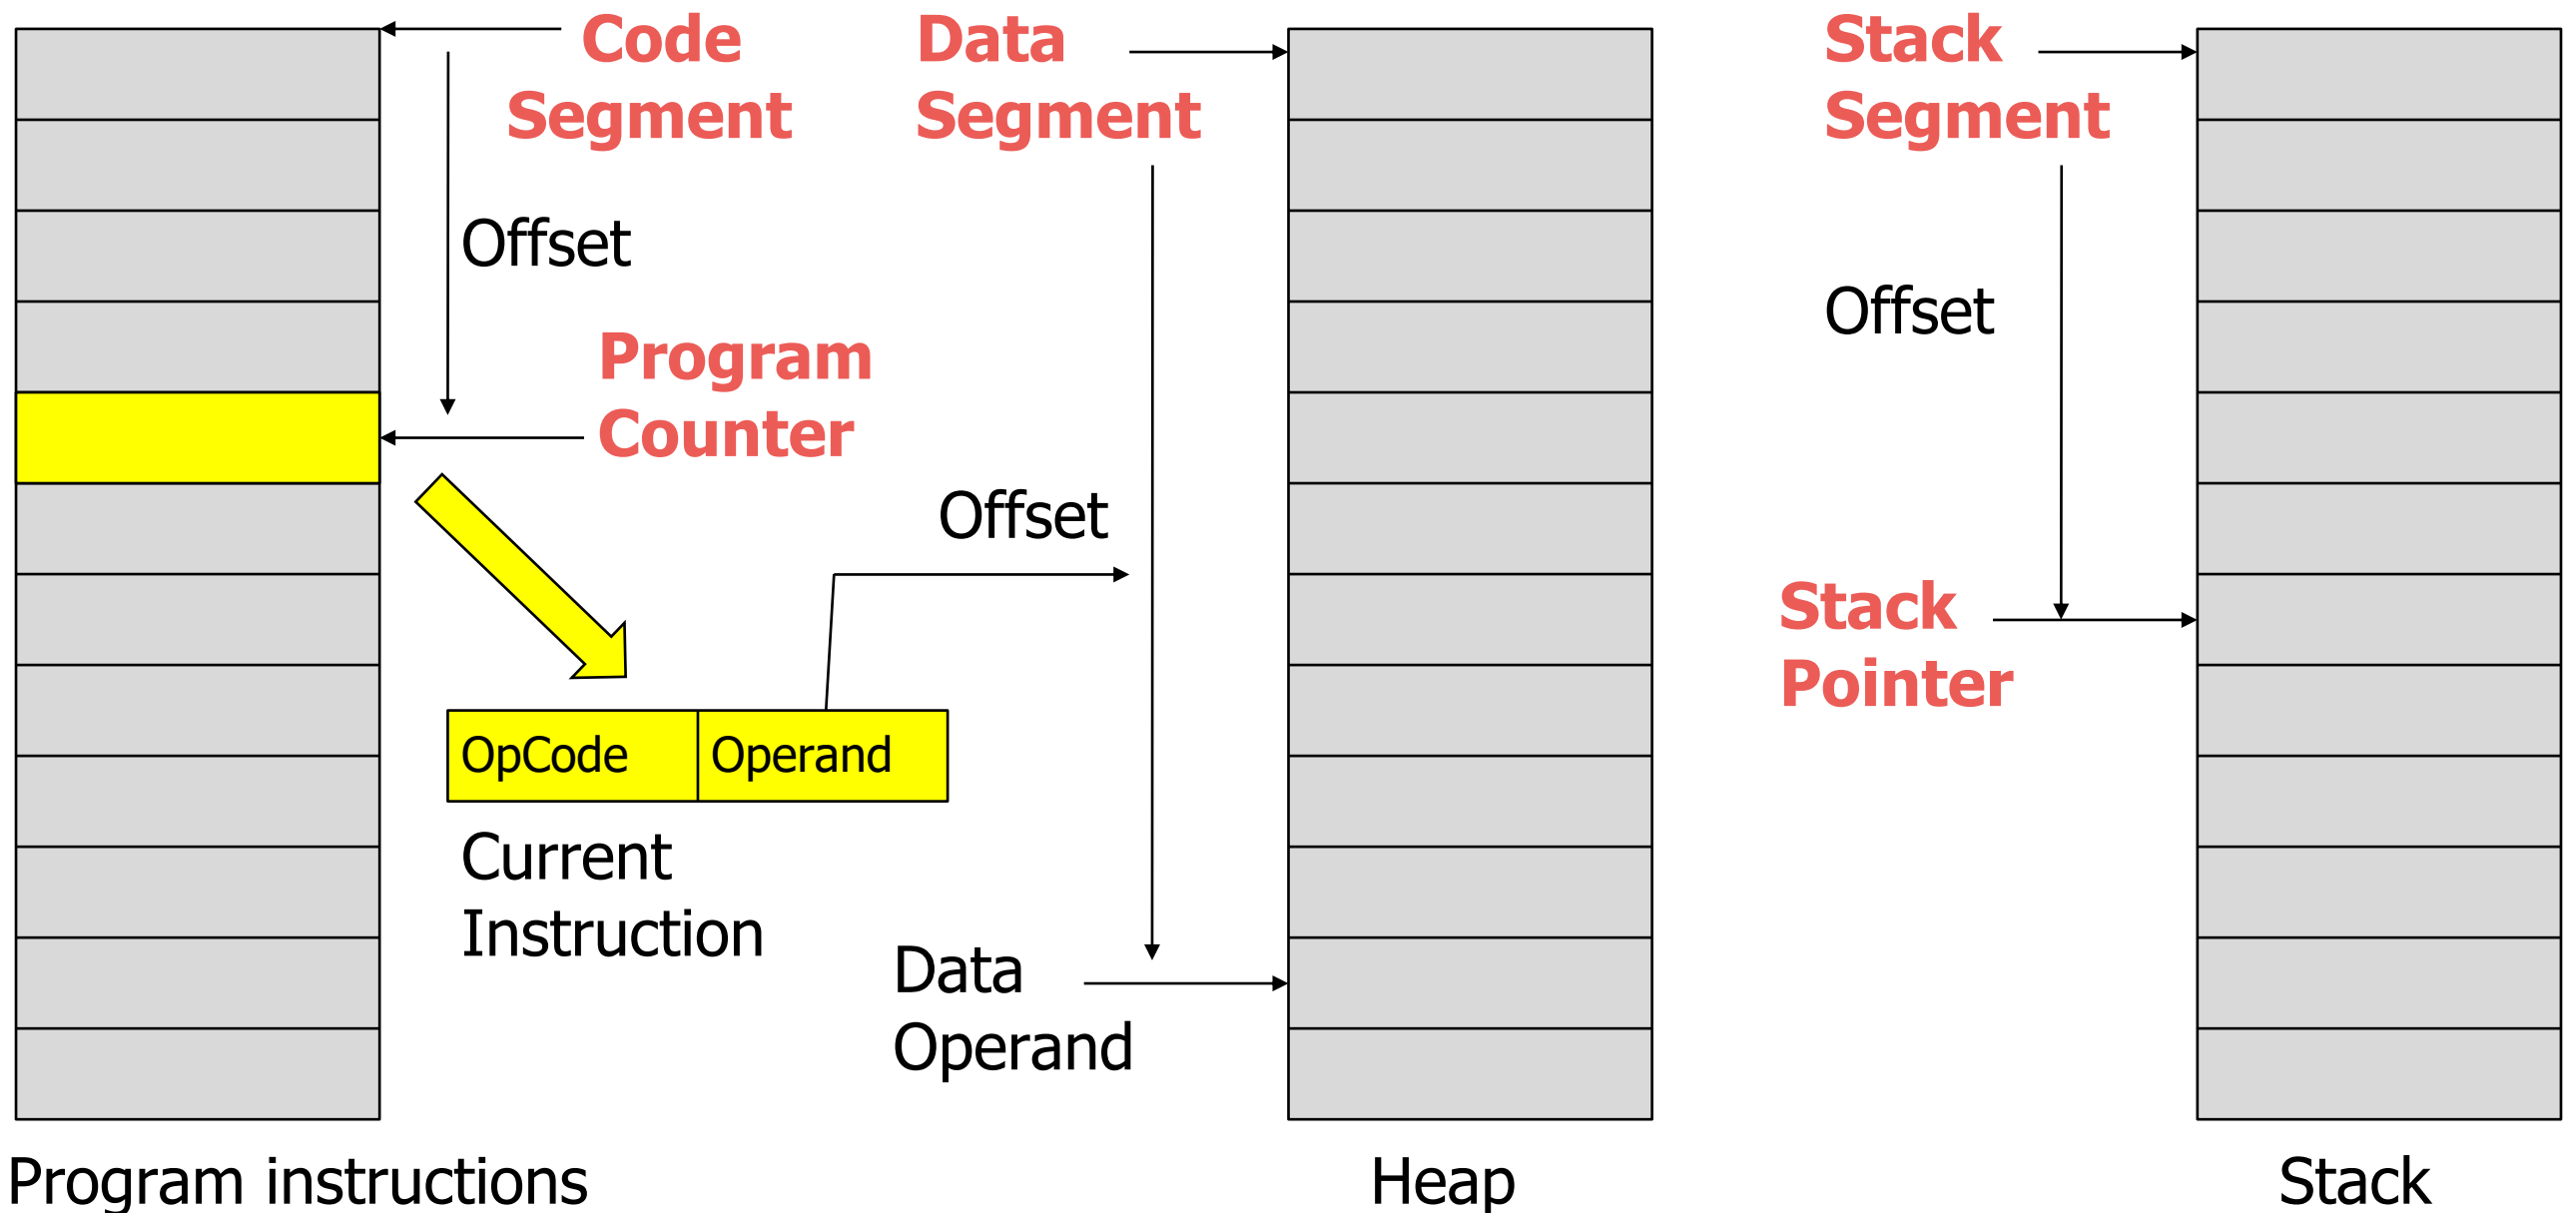 Code
Segment
Data
Segment
Stack
Segment
Offset
Offset
Program
Counter
Offset
Stack
Pointer
OpCode
Operand
Current
Instruction
Data
Operand
Program instructions
Heap
Stack